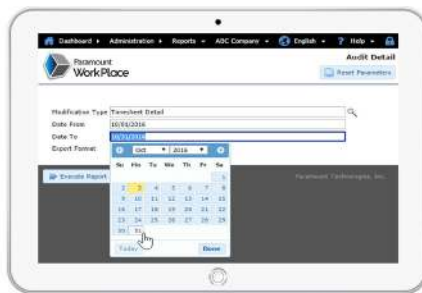 Dashboard Administration Reports ABC Company English ? Help
Paramount WorkPlace
Audit Detail
Reset Parameters
Modification Type Timesheet Detail
Date From 10/01/2016
Date To 10/31/2016
Export Format
Oct 2016
Su Mo Tu We Th Fr Sa
1
2 3 4 5 6 7 8
9 10 11 12 13 14 15
16 17 18 19 20 21 22
23 24 25 26 27 28 29
30 31
Today Done
Execute Report
Paramount Technologies, Inc.